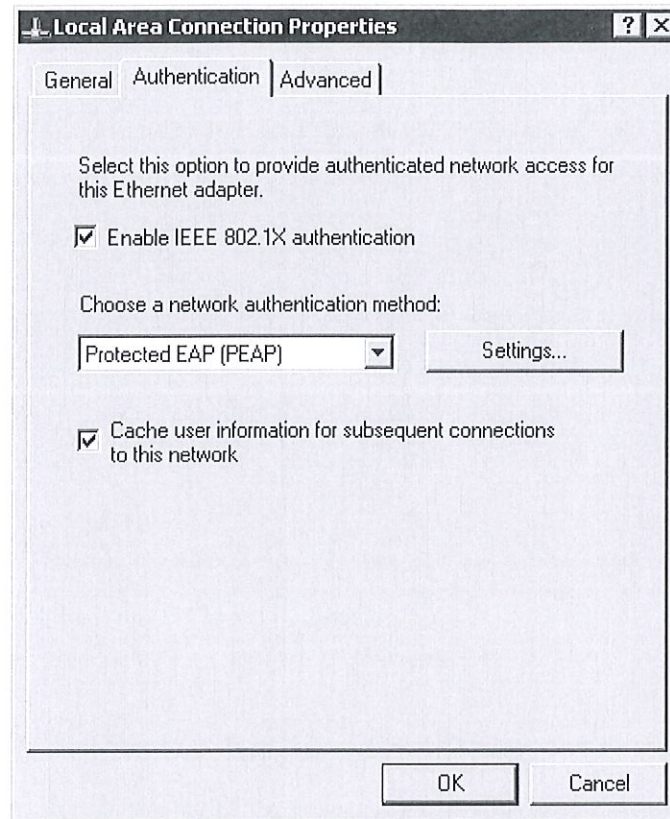 Local Area Connection Properties ? X
General Authentication Advanced
Select this option to provide authenticated network access for
this Ethernet adapter.
Enable IEEE 802.1X authentication
Choose a network authentication method:
Protected EAP (PEAP) Settings...
Cache user information for subsequent connections
to this network
OK Cancel